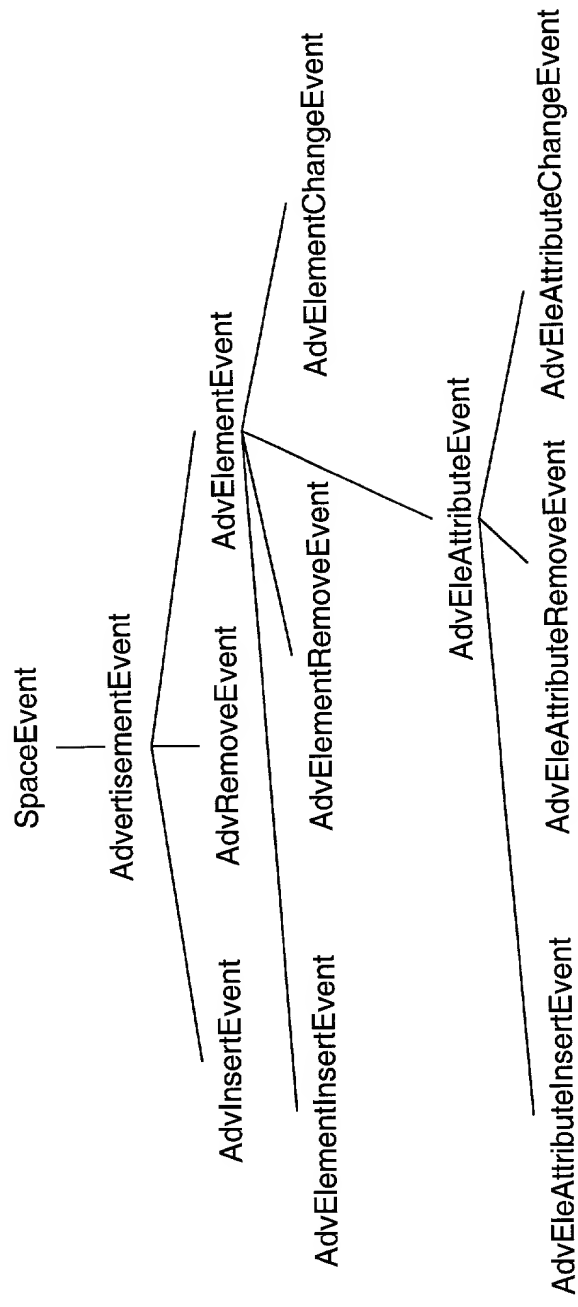 SpaceEvent
AdvertisementEvent
AdvInsertEvent
AdvRemoveEvent
AdvElementEvent
AdvElementInsertEvent
AdvElementRemoveEvent
AdvElementChangeEvent
AdvEleAttributeEvent
AdvEleAttributeInsertEvent
AdvEleAttributeRemoveEvent
AdvEleAttributeChangeEvent